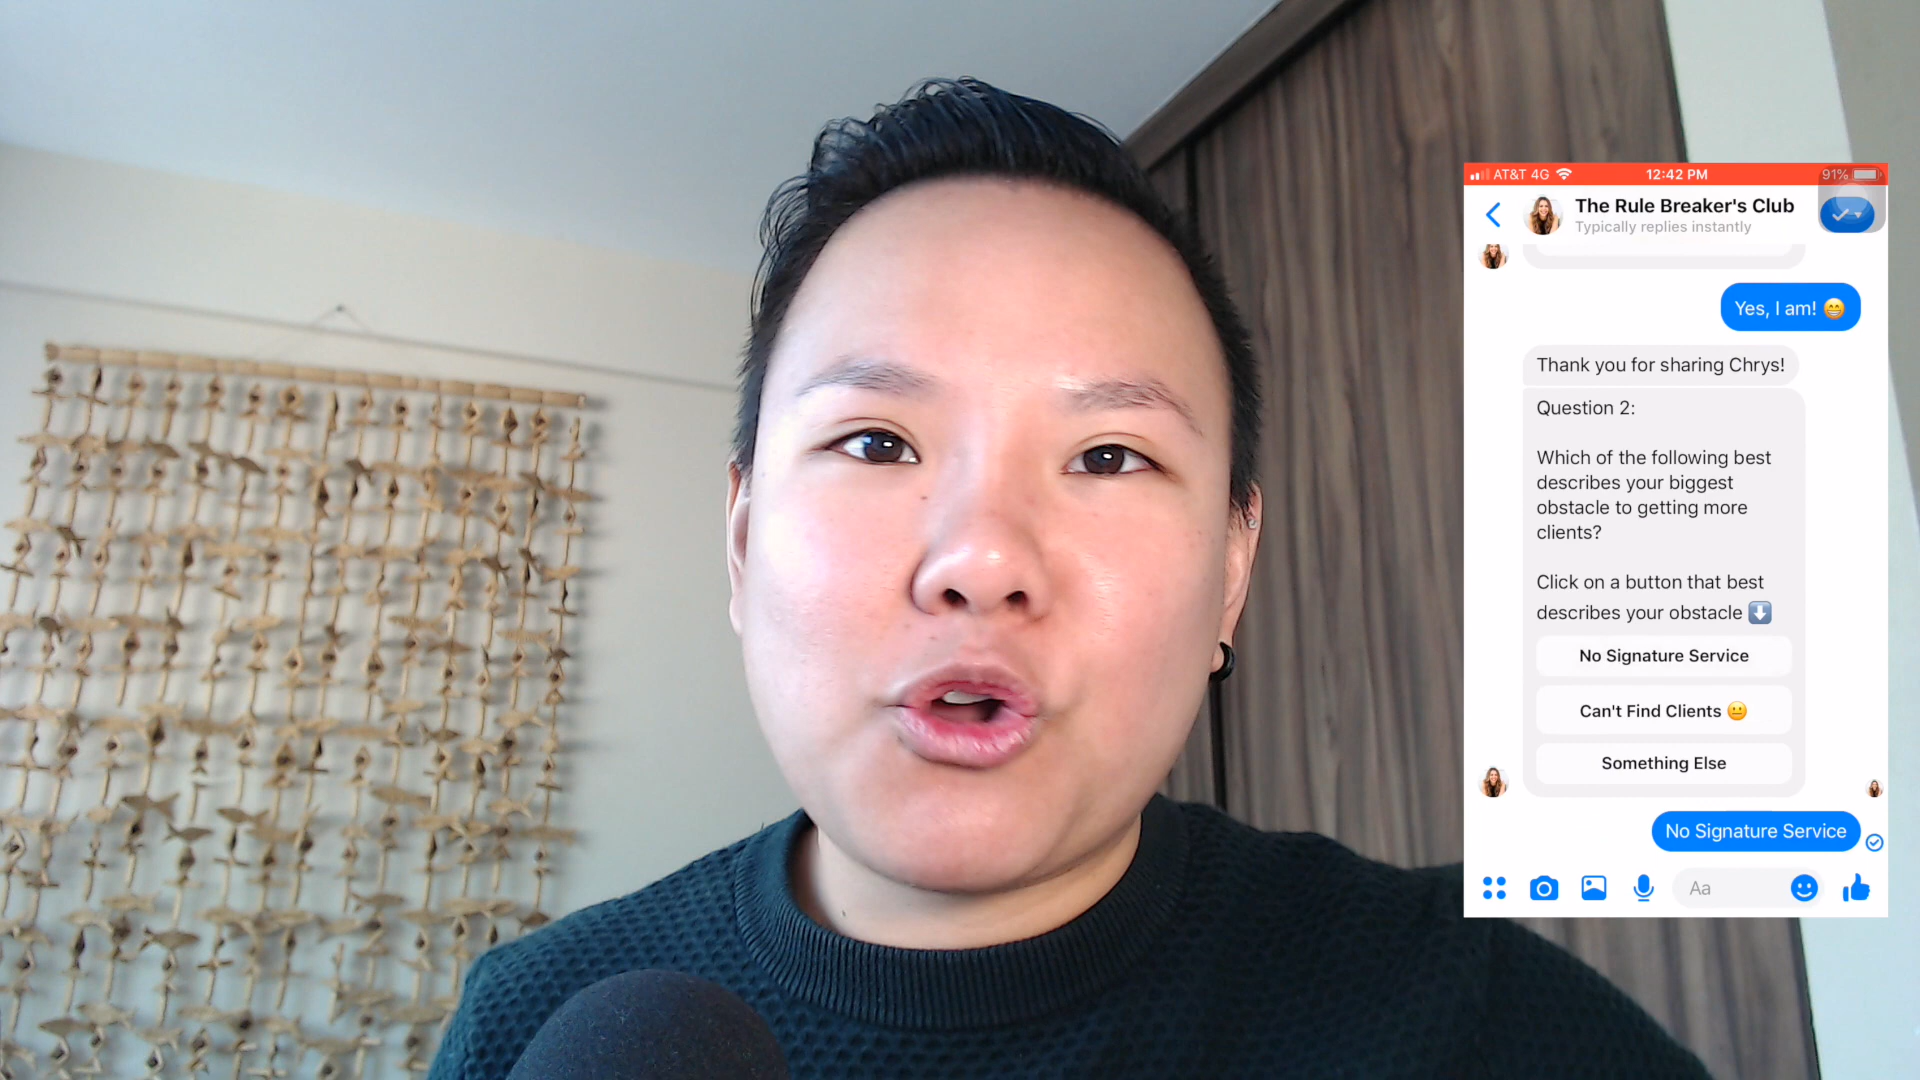 AT&T 4G 12:42 PM 91%
The Rule Breaker's Club
Typically replies instantly
Yes, I am! 😁
Thank you for sharing Chrys!
Question 2:
Which of the following best
describes your biggest
obstacle to getting more
clients?
Click on a button that best
describes your obstacle ⬇️
No Signature Service
Can't Find Clients 😐
Something Else
No Signature Service
Aa